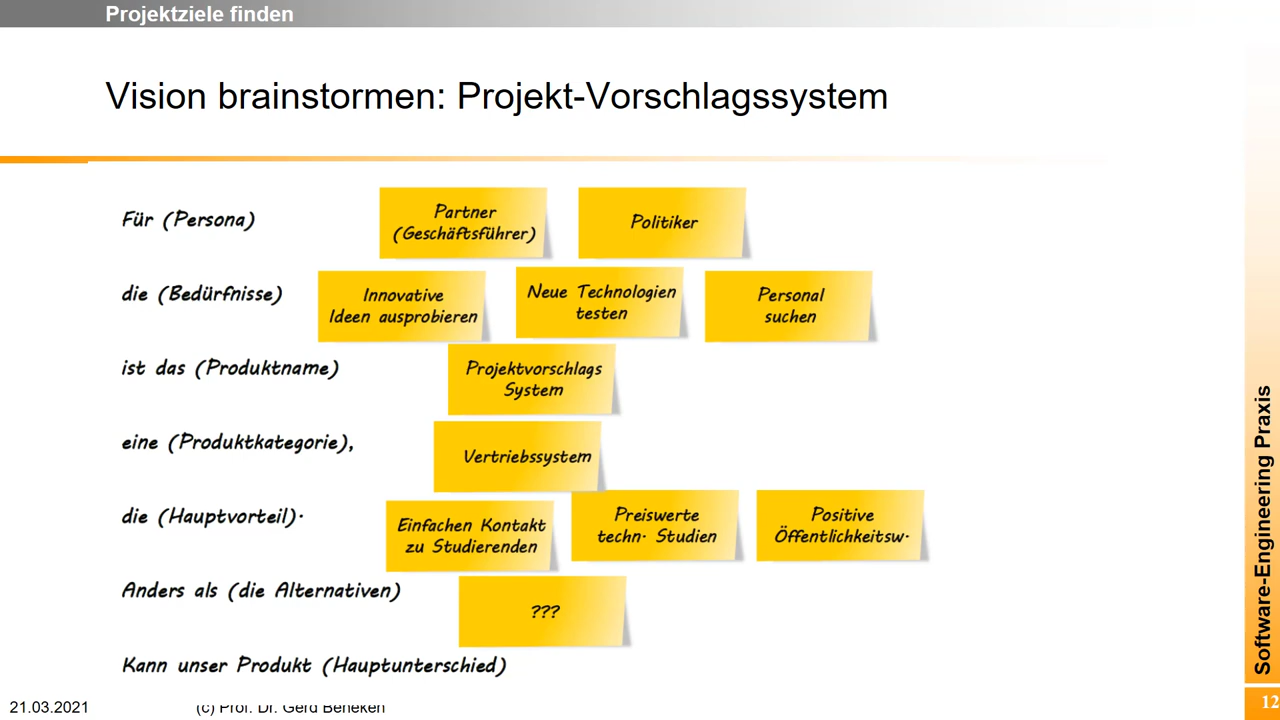 Projektziele finden
Vision brainstormen: Projekt-Vorschlagssystem
Für (Persona)
Partner
(Geschäftsführer)
Politiker
die (Bedürfnisse)
Innovative
Ideen ausprobieren
Neue Technologien
testen
Personal
suchen
ist das (Produktname)
Projektvorschlags
System
eine (Produktkategorie),
Vertriebssystem
die (Hauptvorteil).
Einfachen Kontakt
zu Studierenden
Preiswerte
techn. Studien
Positive
Öffentlichkeitsw.
Anders als (die Alternativen)
???
Kann unser Produkt (Hauptunterschied)
Software-Engineering Praxis
21.03.2021
(c) Prof. Dr. Gerd Beneken
12